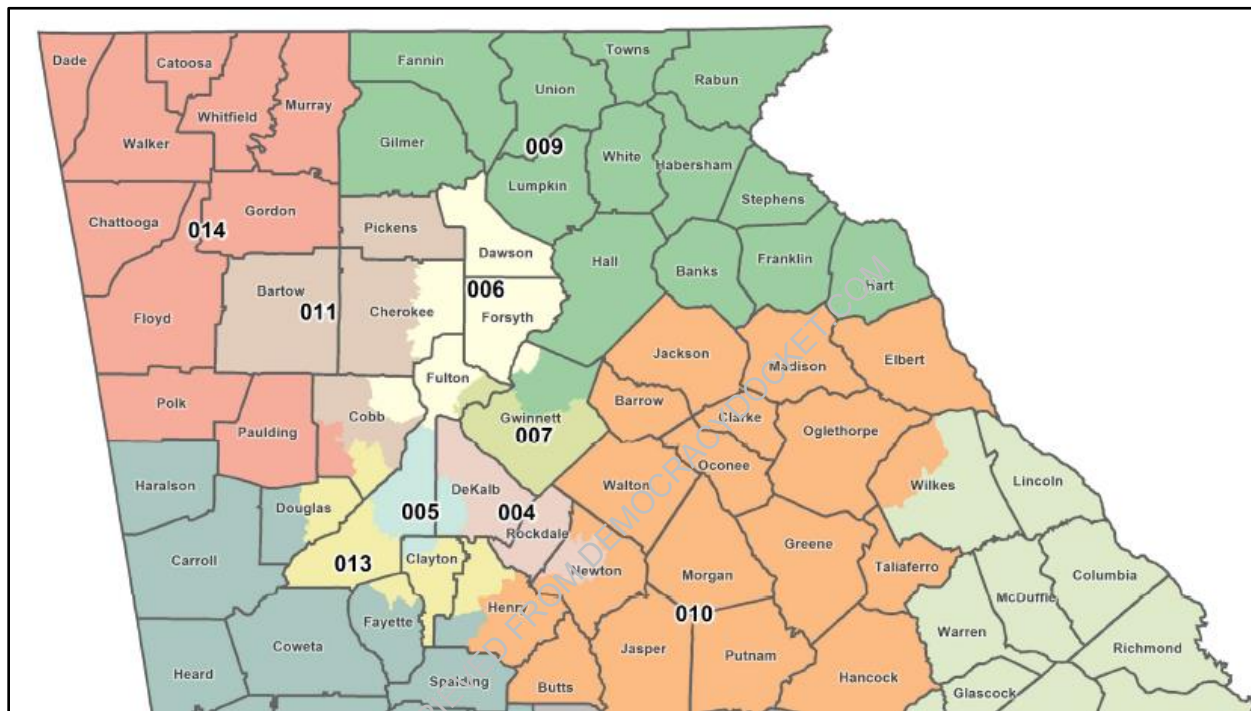 Towns
Dade
Catoosa
Fannin
Rabun
Union
Murray
Whitfield
Walker
Gilmer
009
White
Habersham
Lumpkin
Stephens
Chattooga
Gordon
Pickens
014
Dawson
Hall
Banks
Franklin
Hart
Bartow
006
011
Cherokee
Forsyth
Floyd
Jackson
Madison
Elbert
Fulton
Polk
Cobb
Barrow
Clarke
Gwinnett
007
Paulding
Oglethorpe
Oconee
Haralson
DeKalb
Walton
Wilkes
Lincoln
Douglas
005
004
Rockdale
Greene
Carroll
013
Clayton
Newton
Morgan
Taliaferro
Columbia
McDuffie
Henry
010
Fayette
Warren
Coweta
Jasper
Putnam
Richmond
Heard
Spalding
Butts
Hancock
Glascock
D FROM DEMOCRACYDOCKET.COM